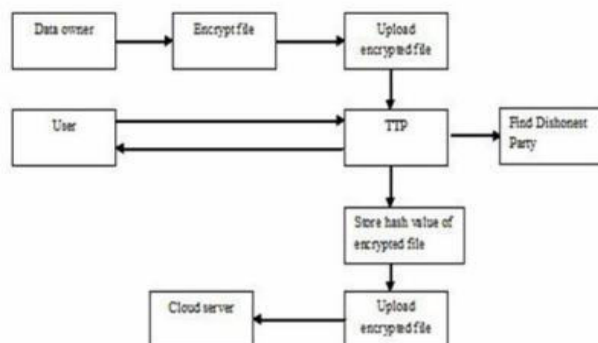 Data owner
Encrypt file
Upload
encrypted file
User
TTP
Find Dishonest
Party
Store hash value of
encrypted file
Cloud server
Upload
encrypted file